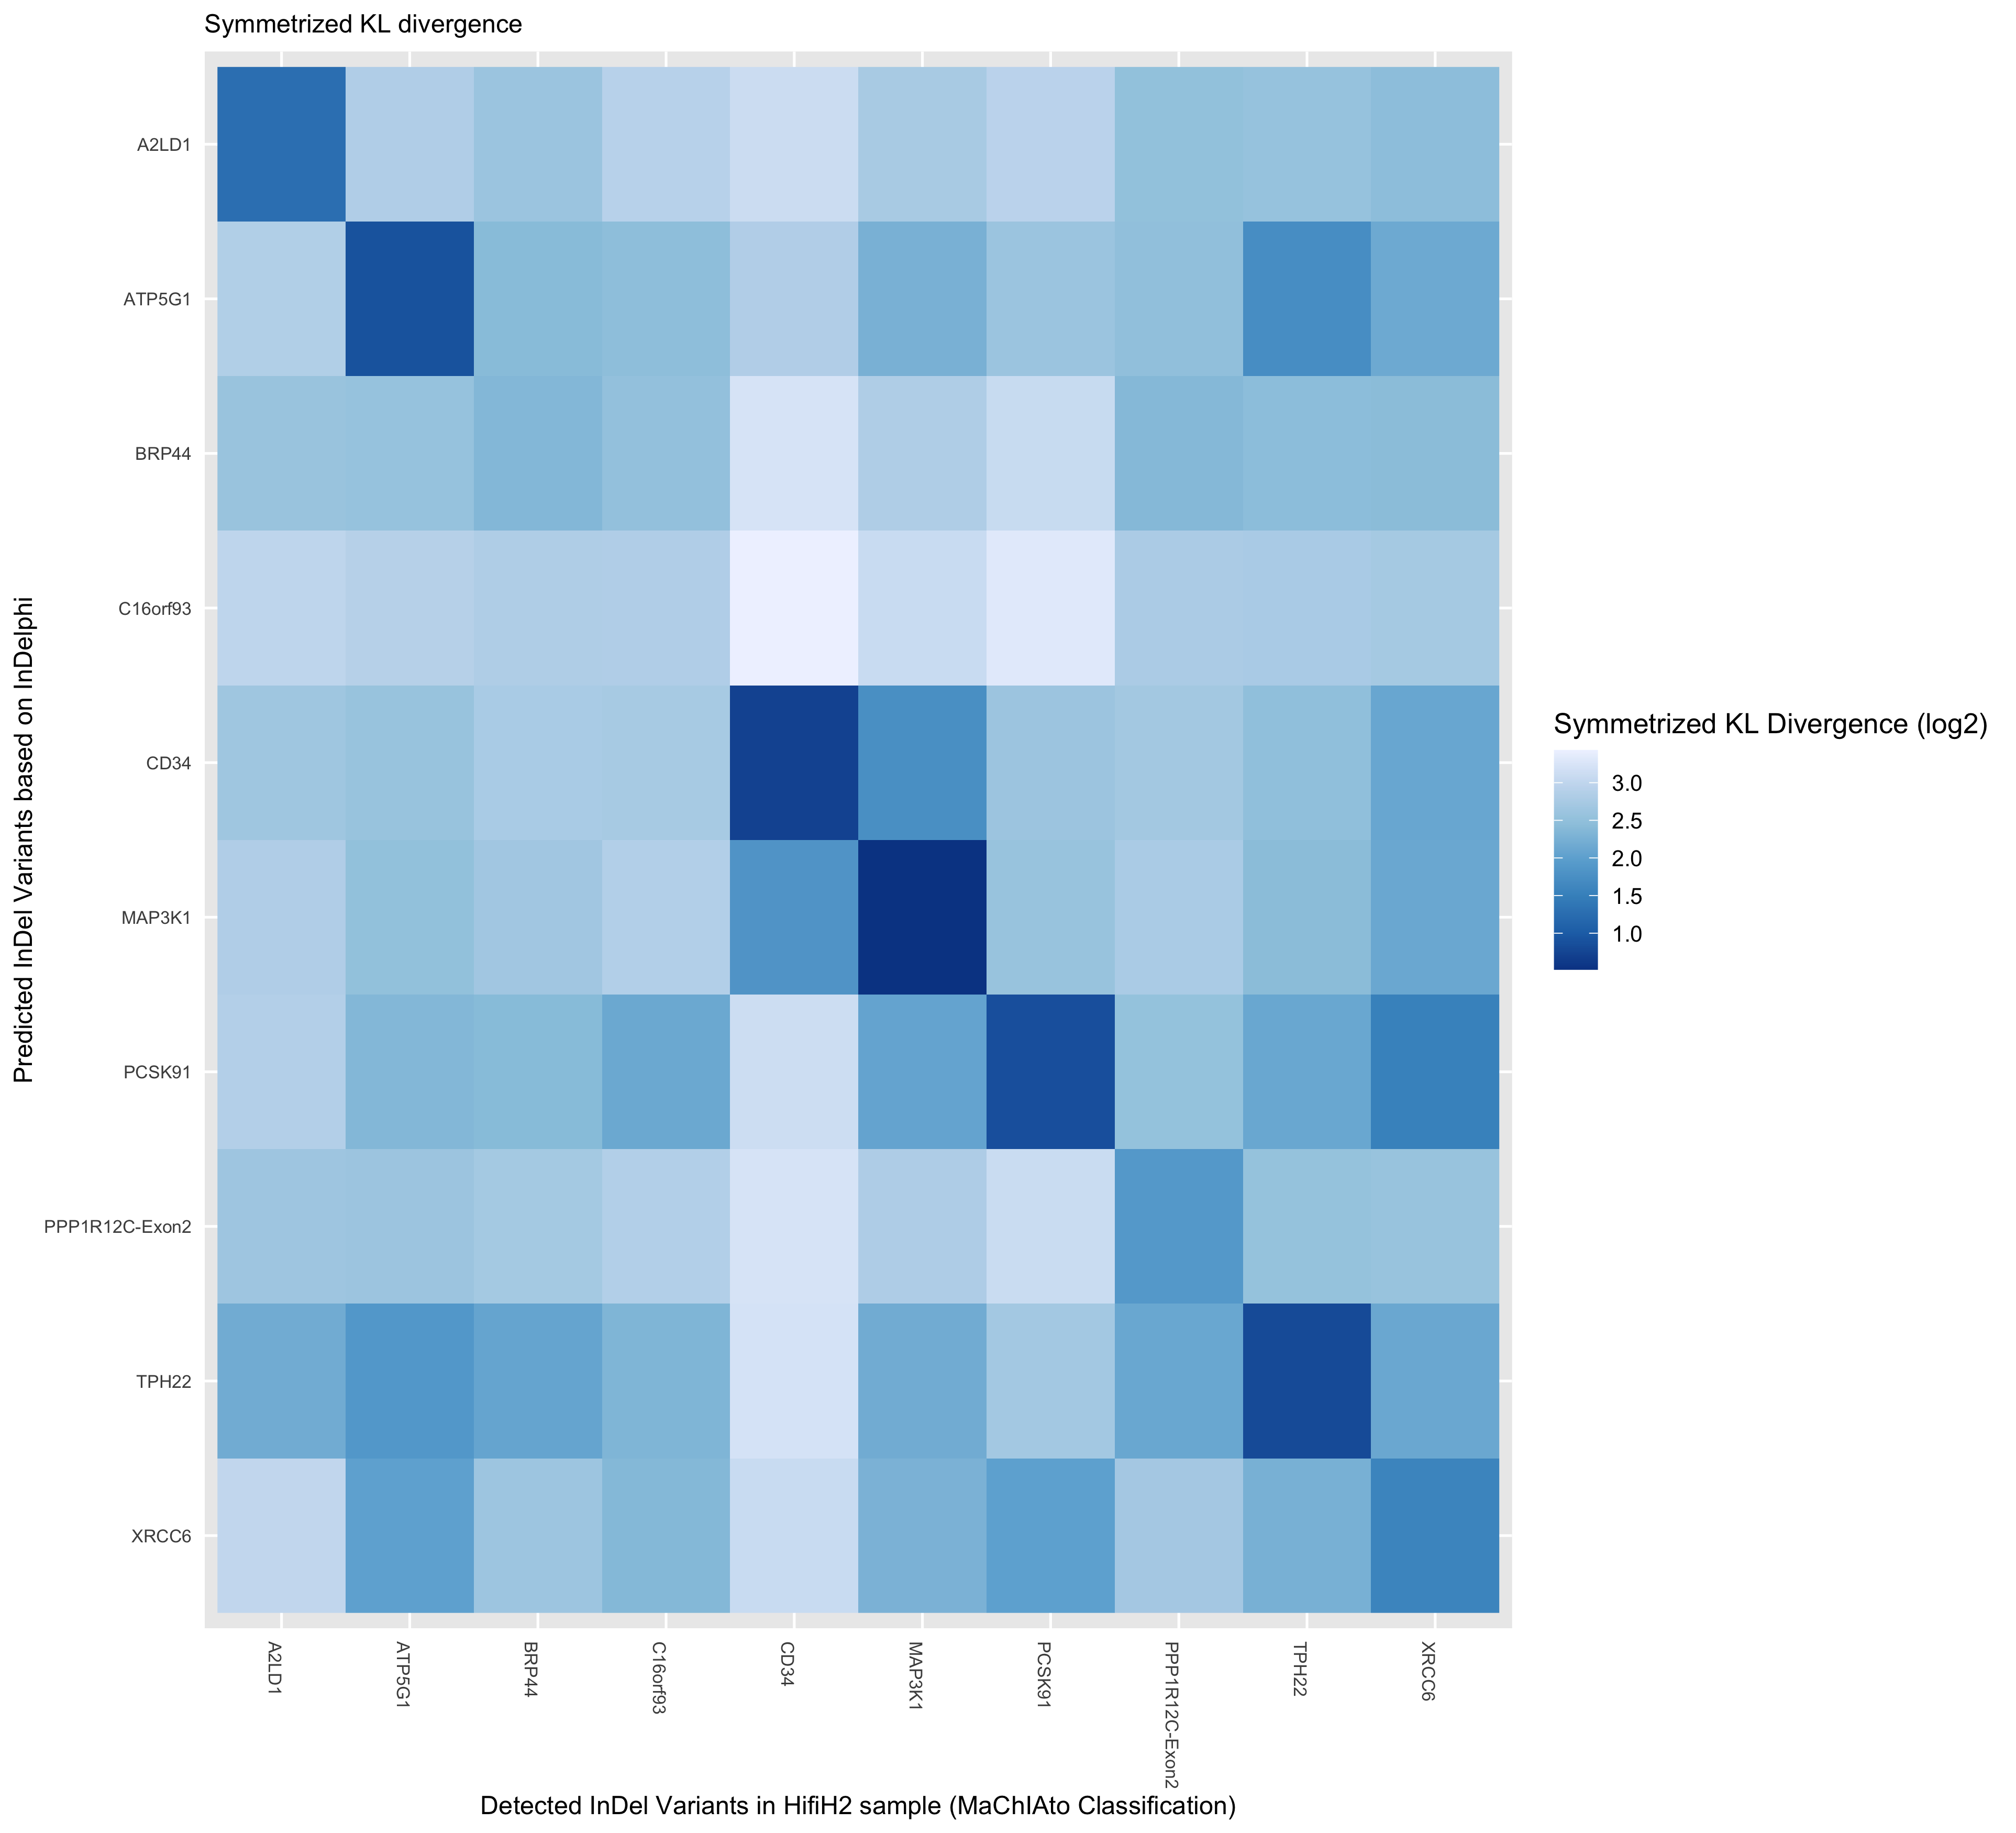 Symmetrized KL divergence
Predicted InDel Variants based on InDelphi
A2LD1
ATP5G1
BRP44
C16orf93
CD34
MAP3K1
PCSK91
PPP1R12C-Exon2
TPH22
XRCC6
A2LD1
ATP5G1
BRP44
C16orf93
CD34
MAP3K1
PCSK91
PPP1R12C-Exon2
TPH22
XRCC6
Detected InDel Variants in HifiH2 sample (MaChIAto Classification)
Symmetrized KL Divergence (log2)
3.0
2.5
2.0
1.5
1.0